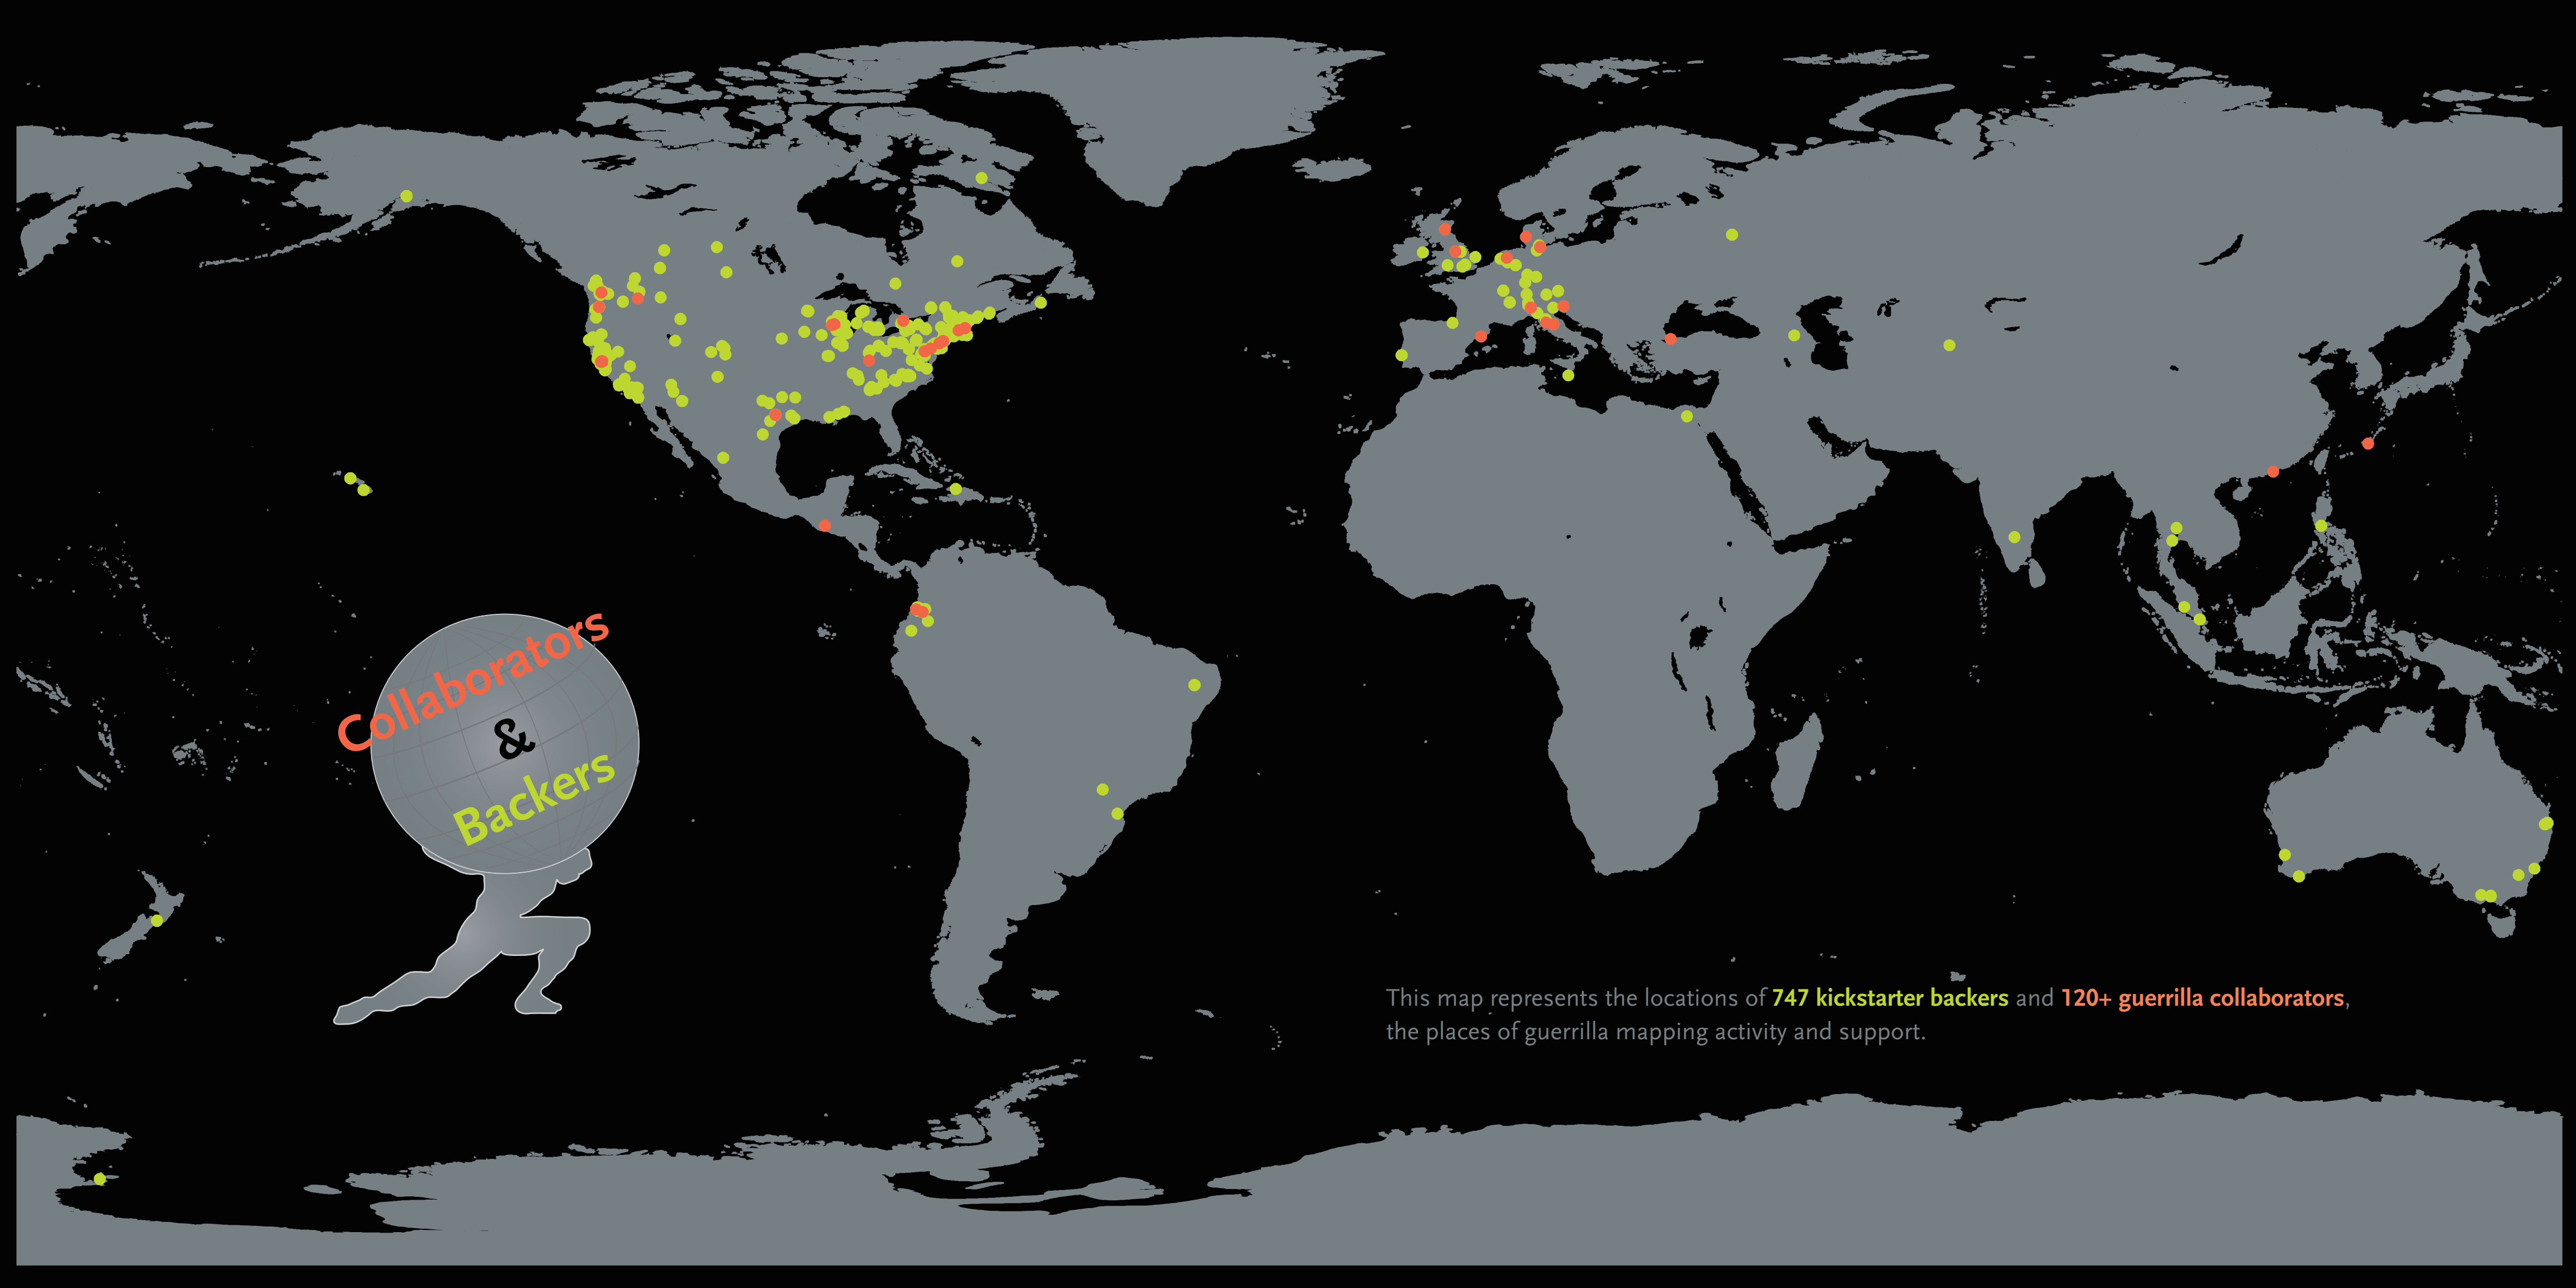 Collaborators
&
Backers
This map represents the locations of 747 kickstarter backers and 120+ guerrilla collaborators,
the places of guerrilla mapping activity and support.